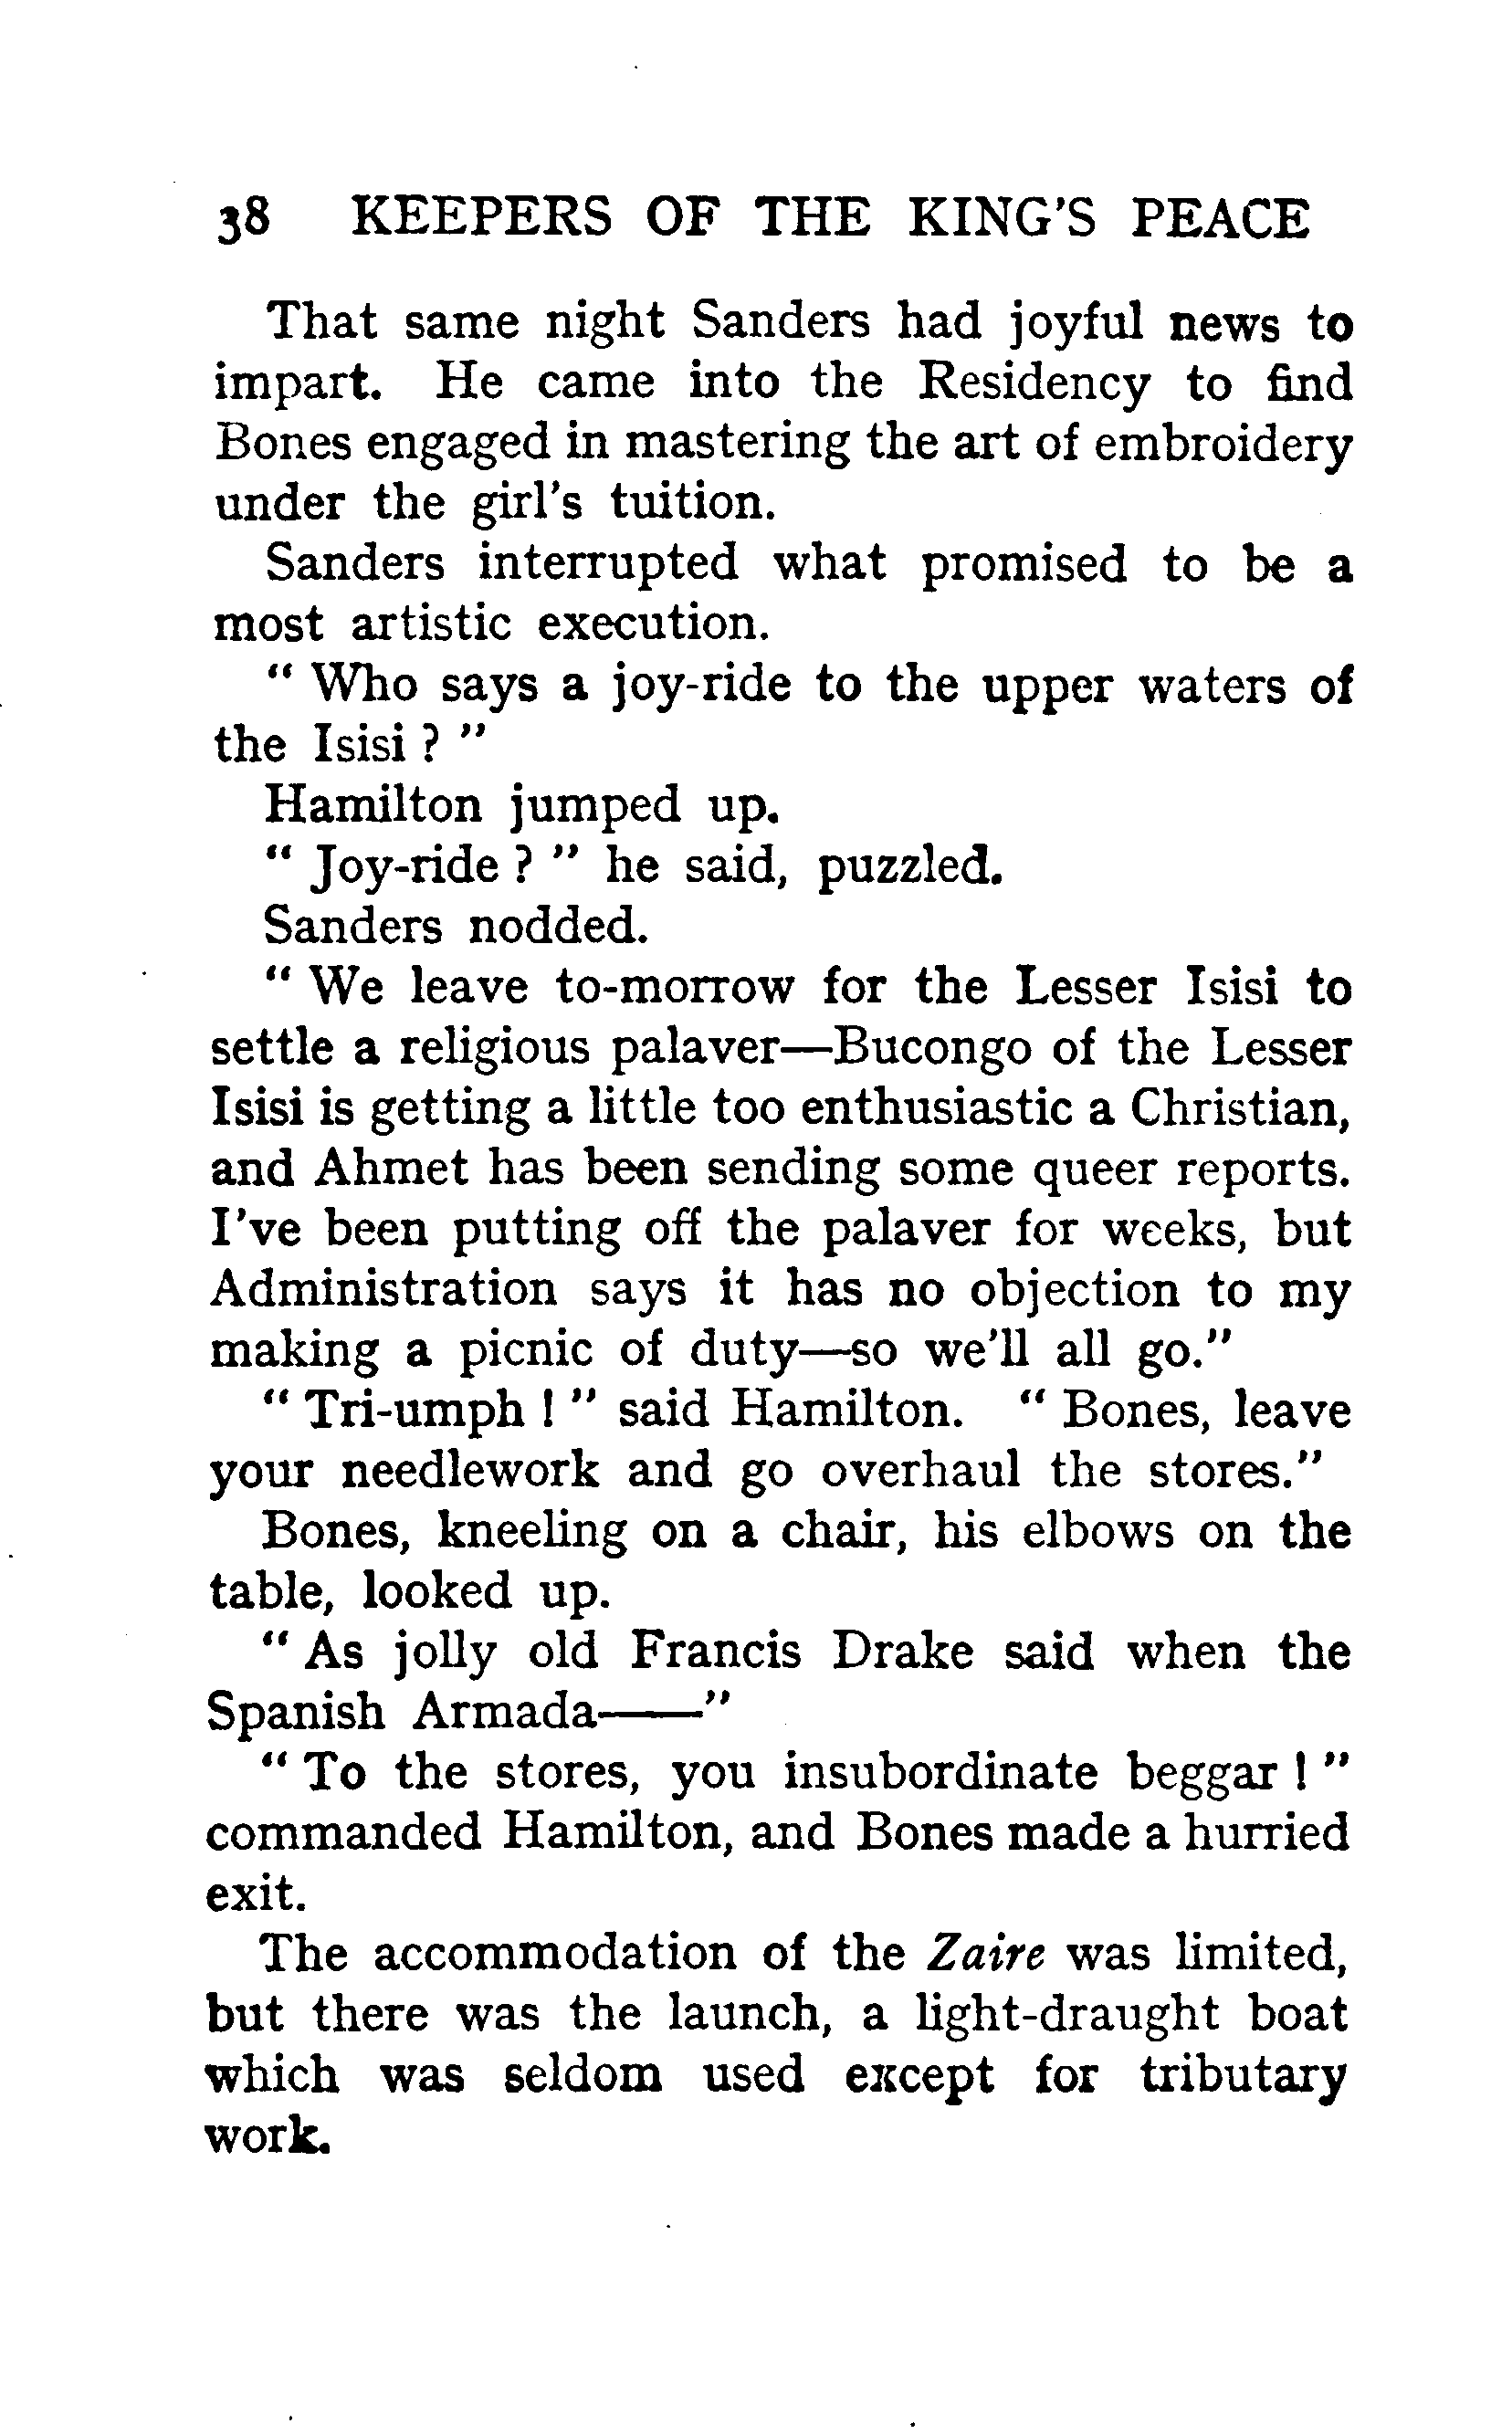 38 KEEPERS OF THE KING'S PEACE
That same night Sanders had joyful news to
impart. He came into the Residency to find
Bones engaged in mastering the art of embroidery
under the girl's tuition.
Sanders interrupted what promised to be a
most artistic execution.
" Who says a joy-ride to the upper waters of
the Isisi ? "
Hamilton jumped up.
" Joy-ride ? " he said, puzzled.
Sanders nodded.
" We leave to-morrow for the Lesser Isisi to
settle a religious palaver—Bucongo of the Lesser
Isisi is getting a little too enthusiastic a Christian,
and Ahmet has been sending some queer reports.
I've been putting off the palaver for weeks, but
Administration says it has no objection to my
making a picnic of duty—so we'll all go."
" Tri-umph ! " said Hamilton. " Bones, leave
your needlework and go overhaul the stores."
Bones, kneeling on a chair, his elbows on the
table, looked up.
" As jolly old Francis Drake said when the
Spanish Armada——"
" To the stores, you insubordinate beggar ! "
commanded Hamilton, and Bones made a hurried
exit.
The accommodation of the Zaire was limited,
but there was the launch, a light-draught boat
which was seldom used except for tributary
work.